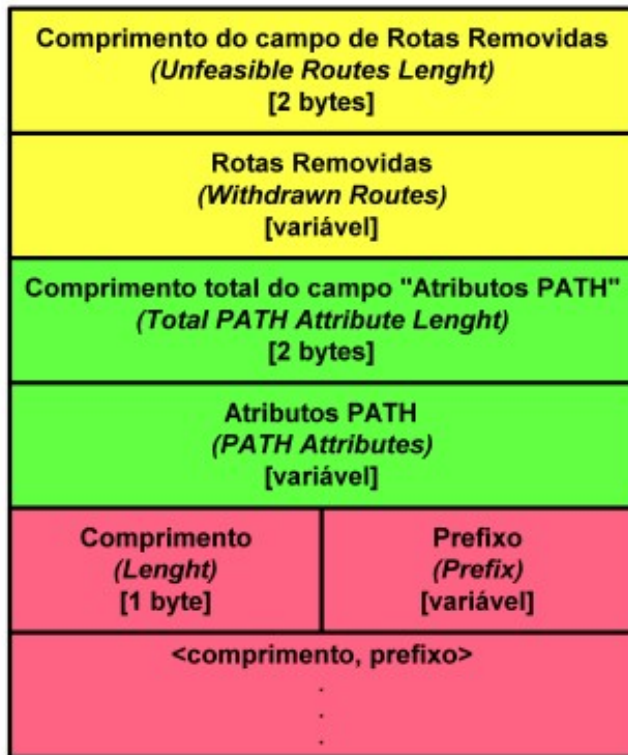 Comprimento do campo de Rotas Removidas
(Unfeasible Routes Lenght)
[2 bytes]
Rotas Removidas
(Withdrawn Routes)
[variável]
Comprimento total do campo "Atributos PATH"
(Total PATH Attribute Lenght)
[2 bytes]
Atributos PATH
(PATH Attributes)
[variável]
Comprimento
(Lenght)
[1 byte]
Prefixo
(Prefix)
[variável]
<comprimento, prefixo>
.
.
.